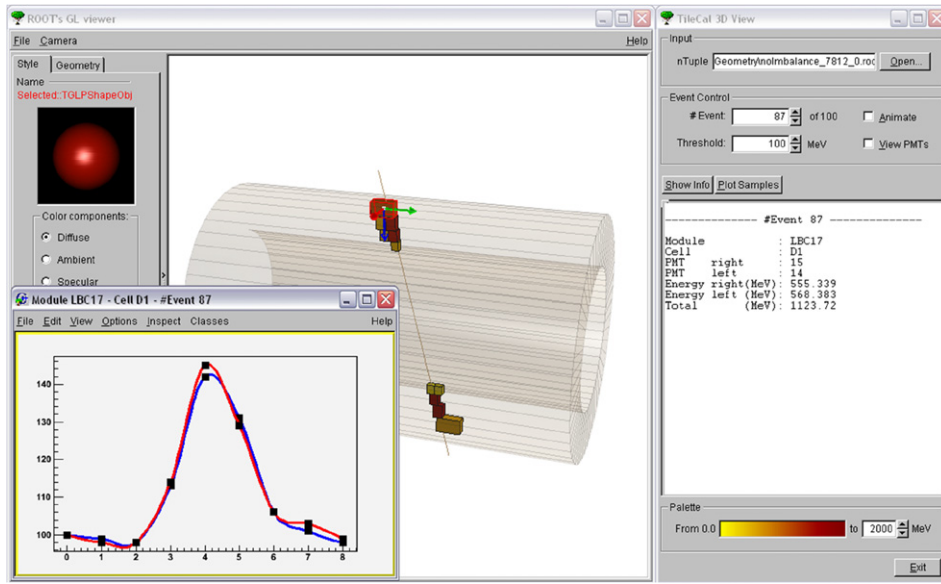 ROOT's GL viewer
File Camera Help
Style Geometry
Name
Selected::TGLPShapeObj
Color components:
Diffuse
Ambient
Specular
Module LBC17 - Cell D1 - #Event 87
File Edit View Options Inspect Classes Help
140
130
120
110
100
0 1 2 3 4 5 6 7 8
TileCal 3D View
Input
nTuple Geometry\noImbalance_7812_0.roo Open...
Event Control
# Event: 87 of 100 Animate
Threshold: 100 MeV View PMTs
Show Info Plot Samples
-------------- #Event 87 --------------
Module : LBC17
Cell : D1
PMT right : 15
PMT left : 14
Energy right(MeV): 555.339
Energy left (MeV): 568.383
Total (MeV): 1123.72
Palette
From 0.0 to 2000 MeV
Exit